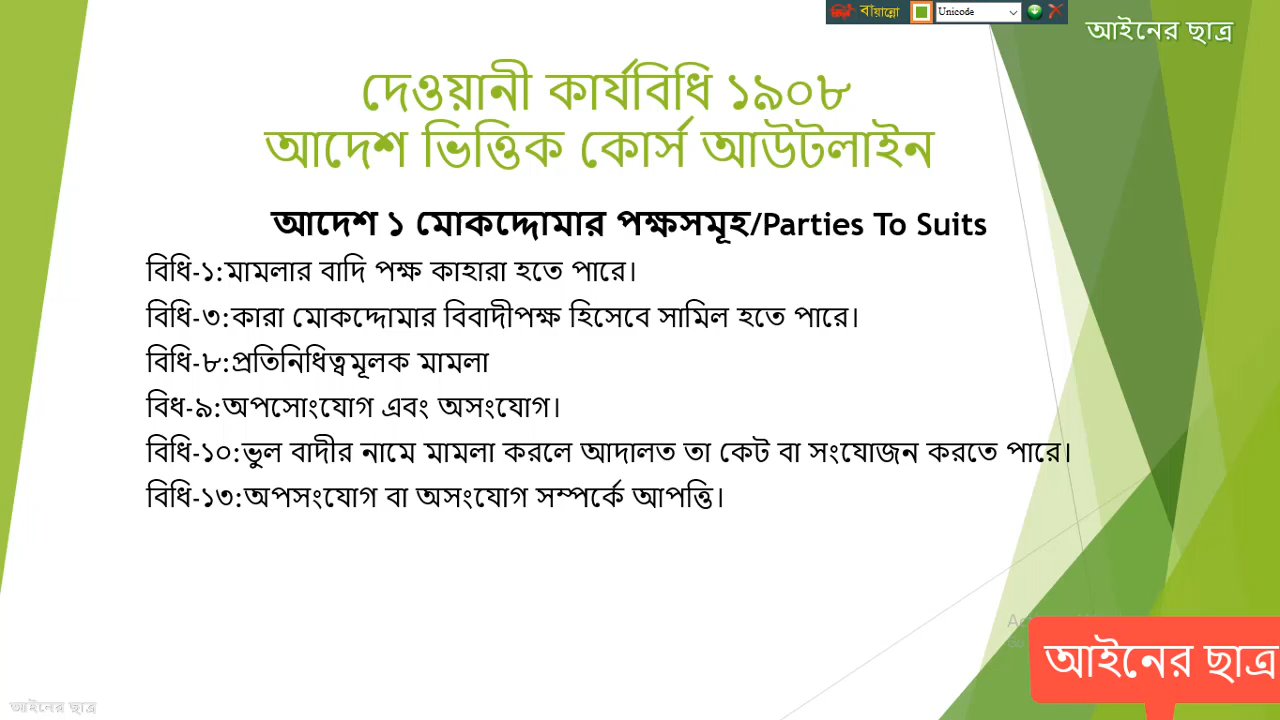 বায়ান্নো
Unicode
আইনের ছাত্র
দেওয়ানী কার্যবিধি ১৯০৮
আদেশ ভিত্তিক কোর্স আউটলাইন
আদেশ ১ মোকদ্দোমার পক্ষসমূহ/Parties To Suits
বিধি-১:মামলার বাদি পক্ষ কাহারা হতে পারে।
বিধি-৩:কারা মোকদ্দোমার বিবাদীপক্ষ হিসেবে সামিল হতে পারে।
বিধি-৮:প্রতিনিধিত্বমূলক মামলা
বিধ-৯:অপসোংযোগ এবং অসংযোগ।
বিধি-১০:ভুল বাদীর নামে মামলা করলে আদালত তা কেট বা সংযোজন করতে পারে।
বিধি-১৩:অপসংযোগ বা অসংযোগ সম্পর্কে আপত্তি।
আইনের ছাত্র
আইনের ছাত্র